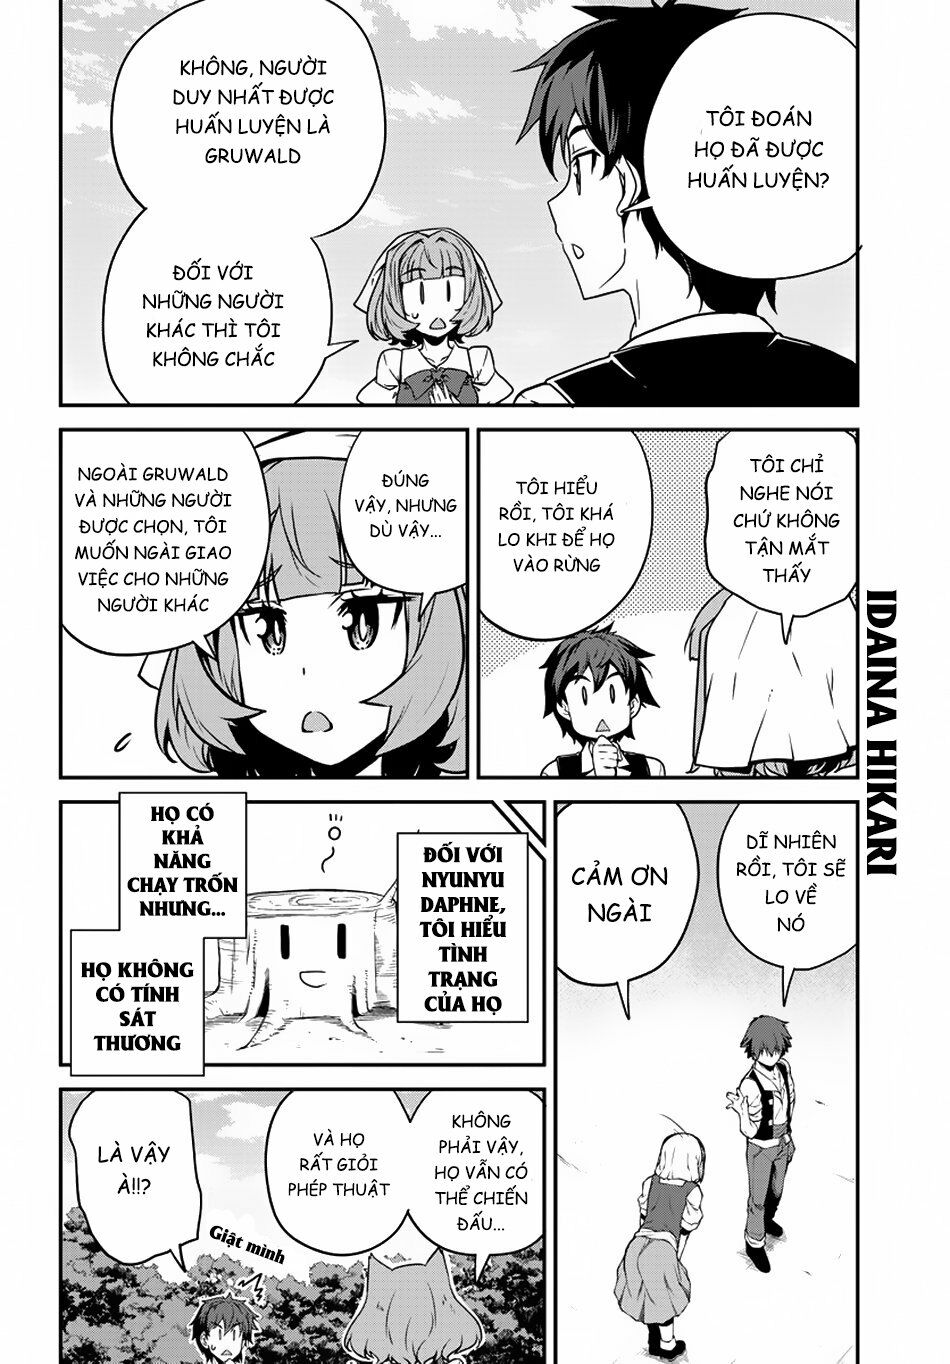 TÔI ĐOÁN
HỌ ĐÃ ĐƯỢC
HUẤN LUYỆN?
KHÔNG, NGƯỜI
DUY NHẤT ĐƯỢC
HUẤN LUYỆN LÀ
GRUWALD
ĐỐI VỚI
NHỮNG NGƯỜI
KHÁC THÌ TÔI
KHÔNG CHẮC
TÔI CHỈ
NGHE NÓI
CHỨ KHÔNG
TẬN MẮT
THẤY
TÔI HIỂU
RỒI, TÔI KHÁ
LO KHI ĐỂ HỌ
VÀO RỪNG
ĐÚNG
VẬY, NHƯNG
DÙ VẬY...
NGOÀI GRUWALD
VÀ NHỮNG NGƯỜI
ĐƯỢC CHỌN, TÔI
MUỐN NGÀI GIAO
VIỆC CHO NHỮNG
NGƯỜI KHÁC
IDAINA HIKARI
DĨ NHIÊN
RỒI, TÔI SẼ
LO VỀ
NÓ
CẢM ƠN
NGÀI
ĐỐI VỚI
NYUNYU
DAPHNE,
TÔI HIỂU
TÌNH
TRẠNG
CỦA HỌ
HỌ CÓ
KHẢ
NĂNG
CHẠY TRỐN
NHƯNG...
HỌ KHÔNG
CÓ TÍNH
SÁT
THƯƠNG
KHÔNG
PHẢI VẬY,
HỌ VẪN CÓ
THỂ CHIẾN
ĐẤU...
VÀ HỌ
RẤT GIỎI
PHÉP THUẬT
LÀ VẬY
À!!?
Giật mình